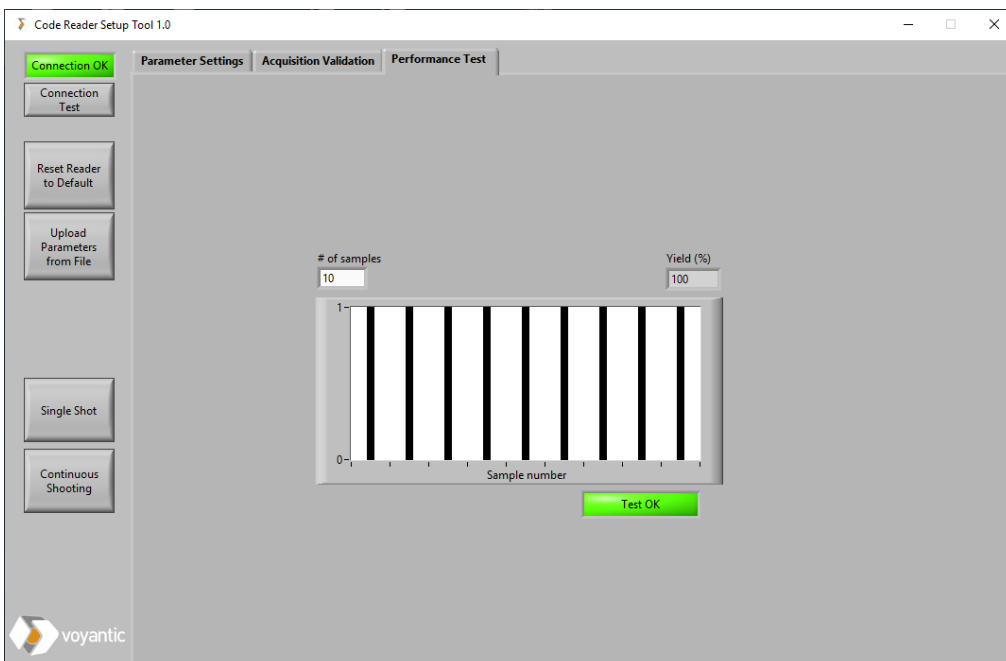 Code Reader Setup Tool 1.0
Connection OK
Parameter Settings
Acquisition Validation
Performance Test
Connection
Test
Reset Reader
to Default
Upload
Parameters
from File
# of samples
10
Yield (%)
100
1
0
Sample number
Test OK
Single Shot
Continuous
Shooting
voyantic